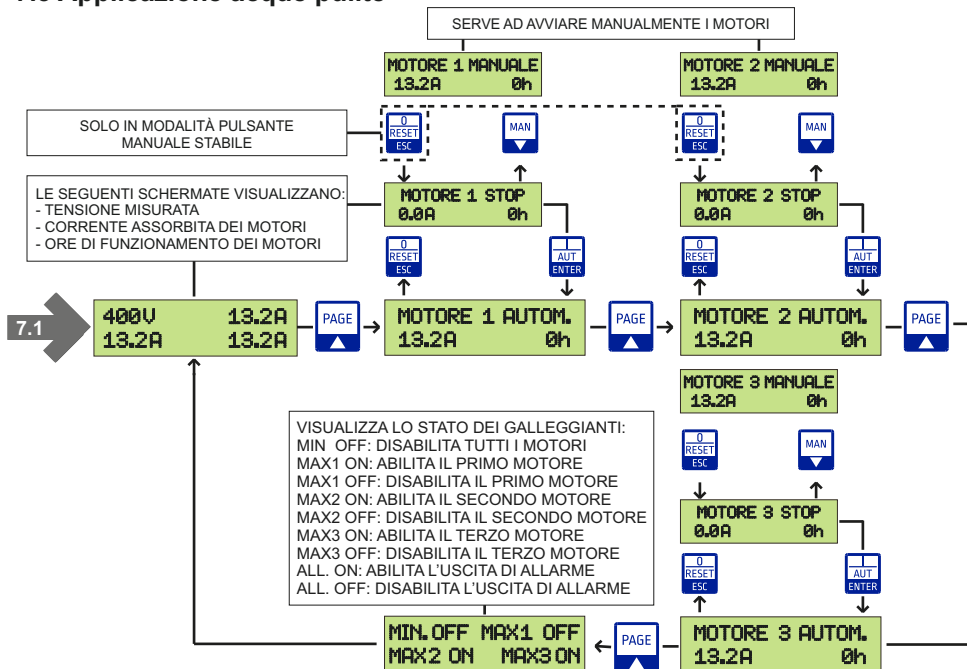 SERVE AD AVVIARE MANUALMENTE I MOTORI
MOTORE 1 MANUALE
13.2A 0h
MOTORE 2 MANUALE
13.2A 0h
SOLO IN MODALITÀ PULSANTE
MANUALE STABILE
0
RESET
ESC
MAN
0
RESET
ESC
MAN
LE SEGUENTI SCHERMATE VISUALIZZANO:
- TENSIONE MISURATA
- CORRENTE ASSORBITA DEI MOTORI
- ORE DI FUNZIONAMENTO DEI MOTORI
MOTORE 1 STOP
0.0A 0h
MOTORE 2 STOP
0.0A 0h
0
RESET
ESC
I
AUT
ENTER
0
RESET
ESC
I
AUT
ENTER
7.1
400V 13.2A
13.2A 13.2A
PAGE
MOTORE 1 AUTOM.
13.2A 0h
PAGE
MOTORE 2 AUTOM.
13.2A 0h
PAGE
MOTORE 3 MANUALE
13.2A 0h
VISUALIZZA LO STATO DEI GALLEGGIANTI:
MIN OFF: DISABILITA TUTTI I MOTORI
MAX1 ON: ABILITA IL PRIMO MOTORE
MAX1 OFF: DISABILITA IL PRIMO MOTORE
MAX2 ON: ABILITA IL SECONDO MOTORE
MAX2 OFF: DISABILITA IL SECONDO MOTORE
MAX3 ON: ABILITA IL TERZO MOTORE
MAX3 OFF: DISABILITA IL TERZO MOTORE
ALL. ON: ABILITA L'USCITA DI ALLARME
ALL. OFF: DISABILITA L'USCITA DI ALLARME
0
RESET
ESC
MAN
MOTORE 3 STOP
0.0A 0h
0
RESET
ESC
I
AUT
ENTER
MIN.OFF MAX1 OFF
MAX2 ON MAX3ON
PAGE
MOTORE 3 AUTOM.
13.2A 0h